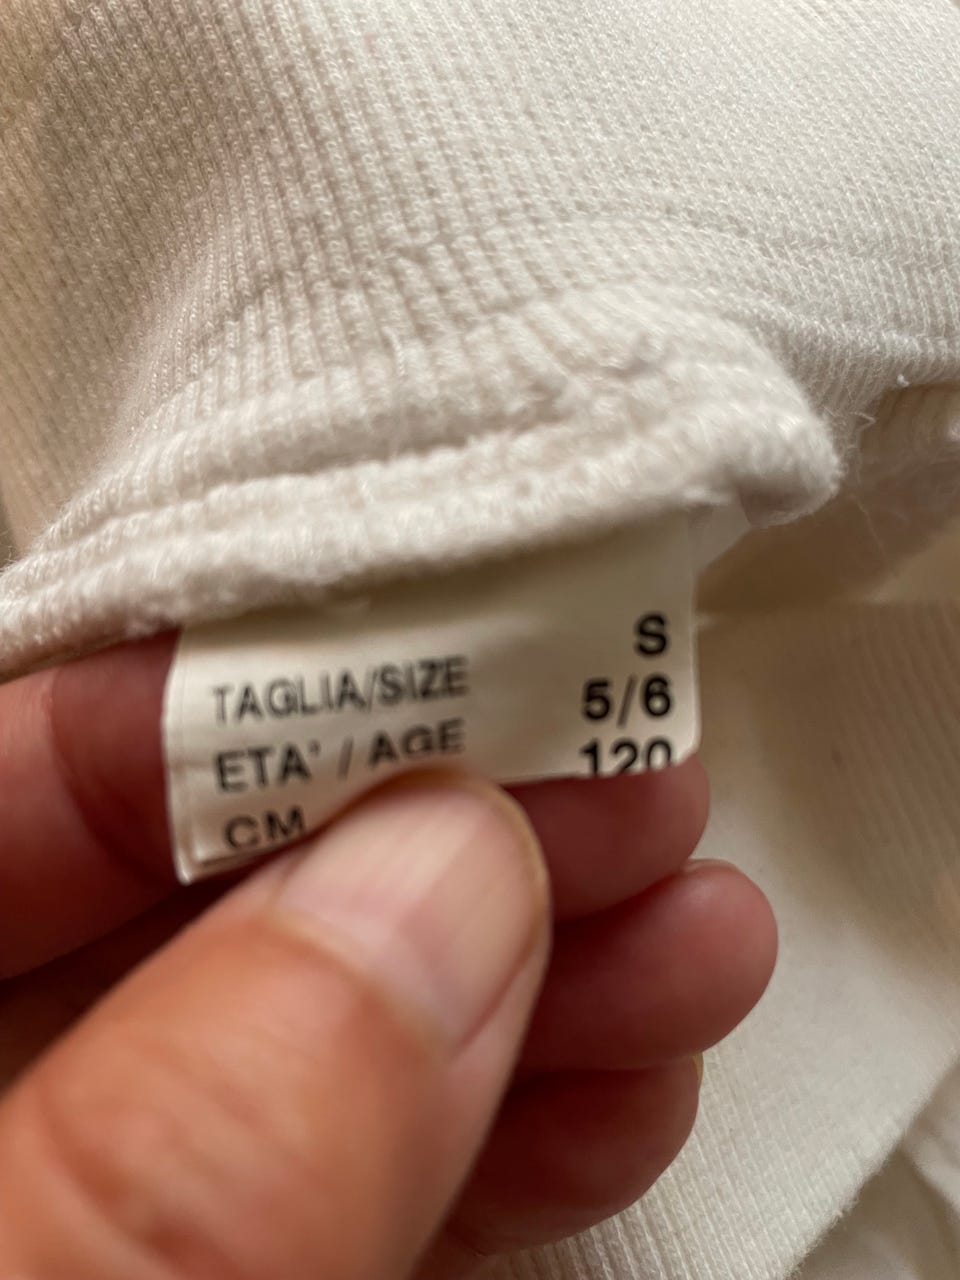 TAGLIA/SIZE S
ETA' / AGE 5/6
CM 120